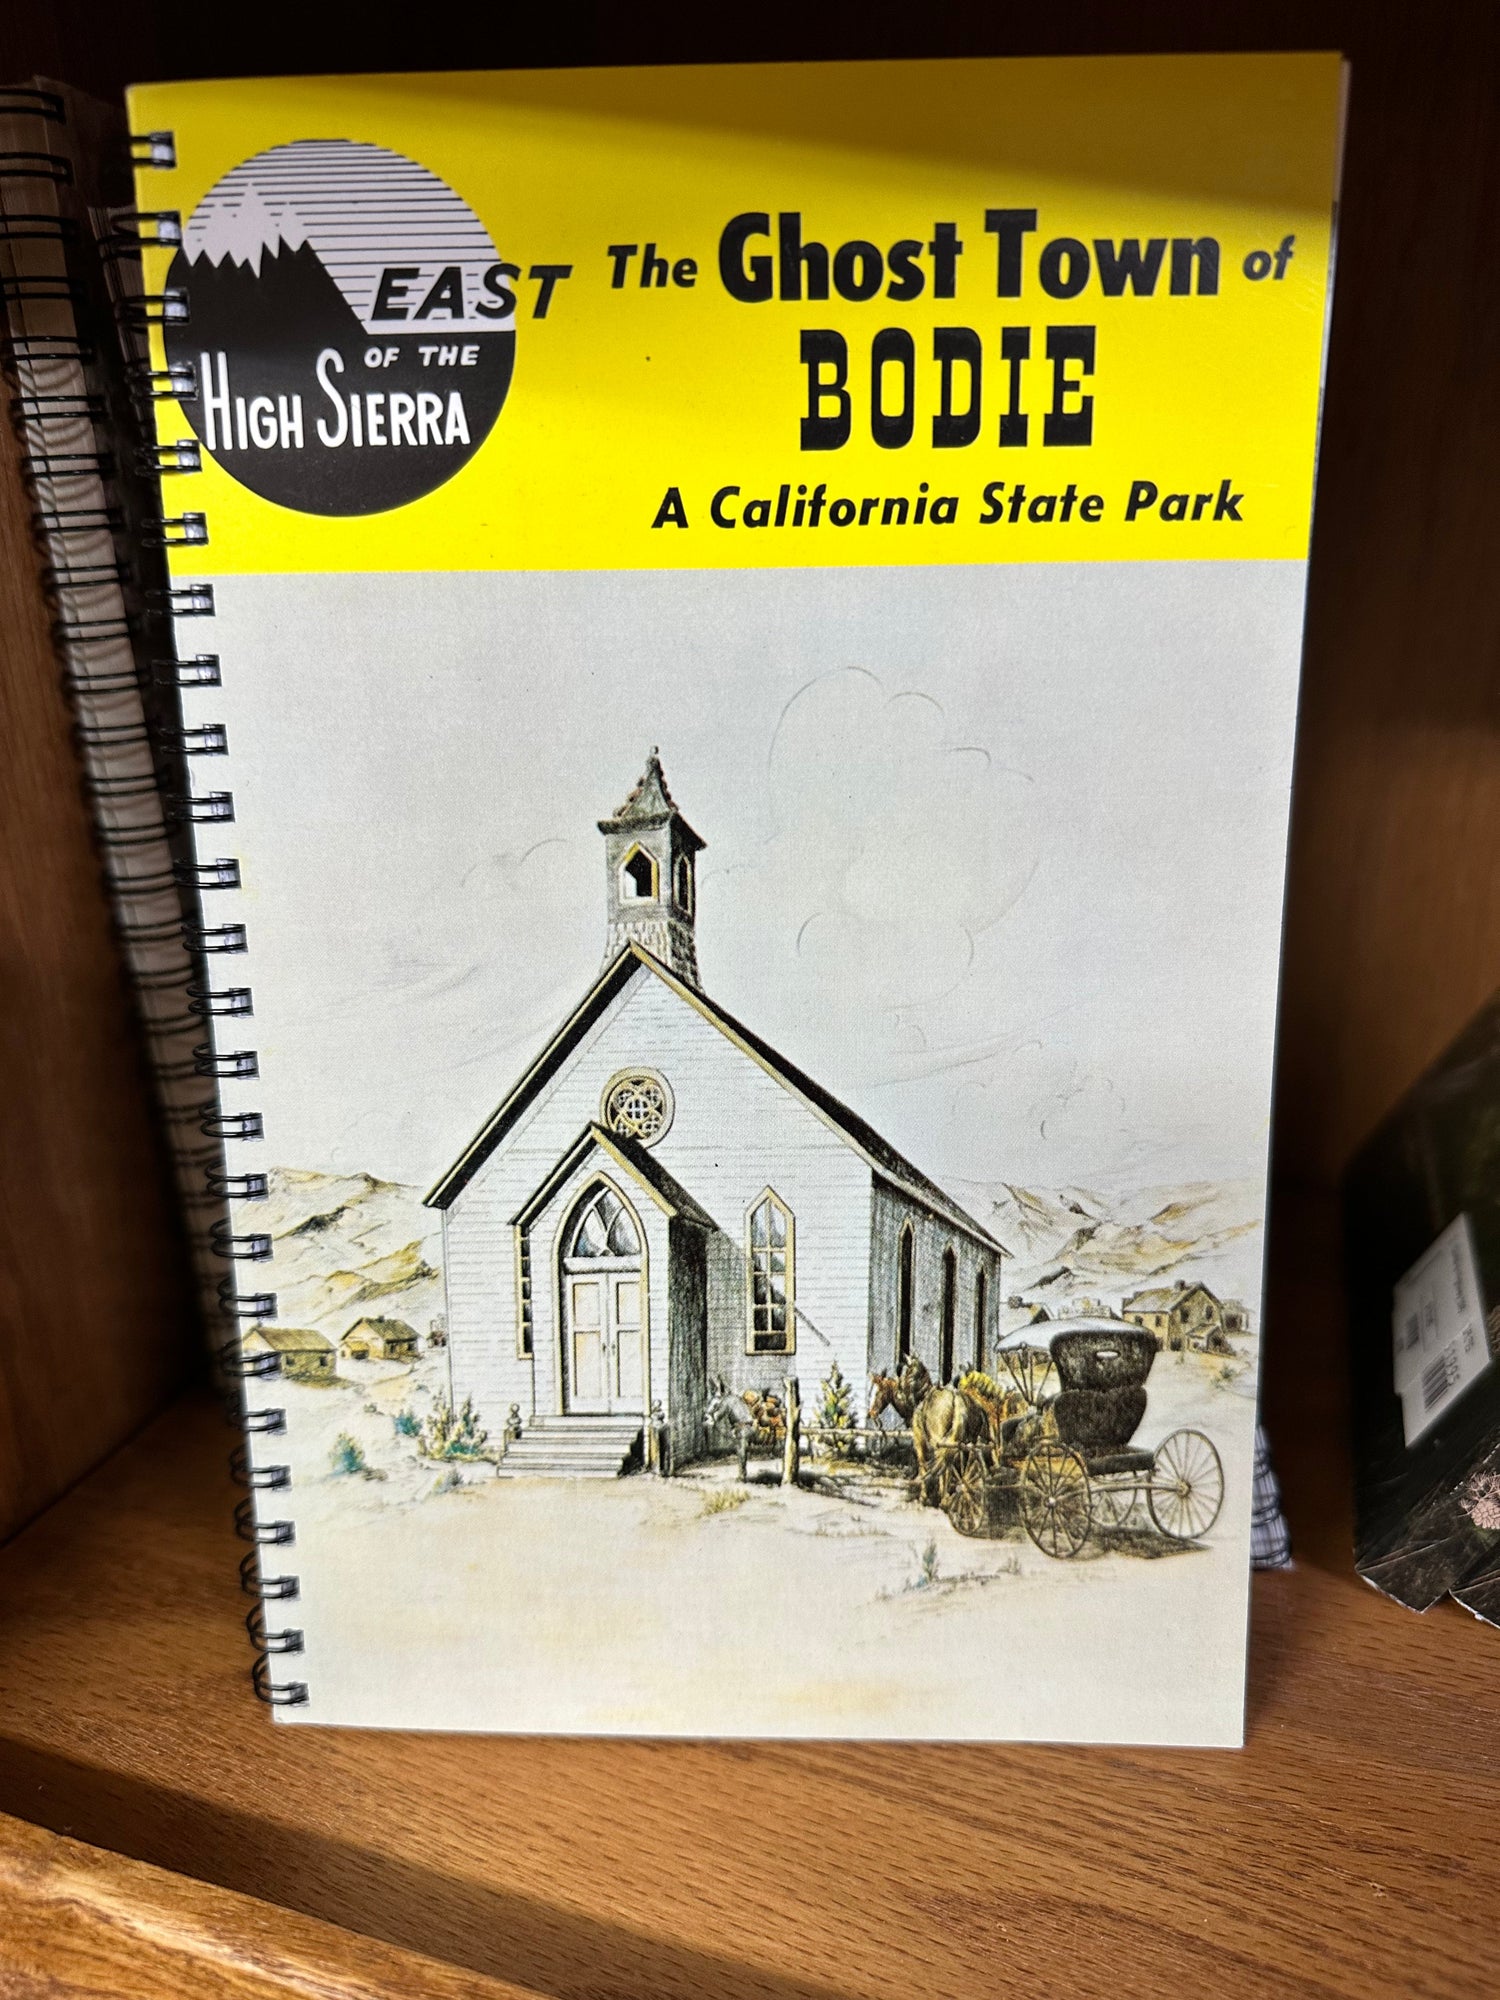 EAST
OF THE
HIGH SIERRA
The Ghost Town of
BODIE
A California State Park